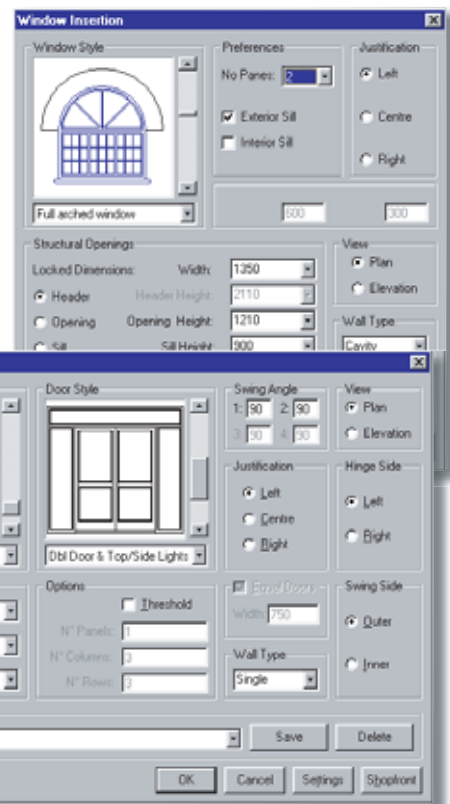 Window Insertion
Window Style
Preferences
Justification
No Panes: 2
Left
Exterior Sill
Centre
Interior Sill
Right
Full arched window
600
300
Structural Openings
View
Locked Dimensions:
Width: 1350
Plan
Header
Header Height: 2110
Elevation
Opening
Opening Height: 1210
Wall Type
Sill
Sill Height: 900
Cavity
Door Style
Swing Angle
View
1: 90 2: 90
Plan
3: 90 4: 90
Elevation
Justification
Hinge Side
Left
Left
Centre
Right
Right
Dbl Door & Top/Side Lights
Options
Equal Doors
Swing Side
Threshold
Width: 750
Outer
N° Panels: 1
N° Columns: 3
Wall Type
Inner
N° Rows: 3
Single
Save
Delete
OK
Cancel
Settings
Shopfront